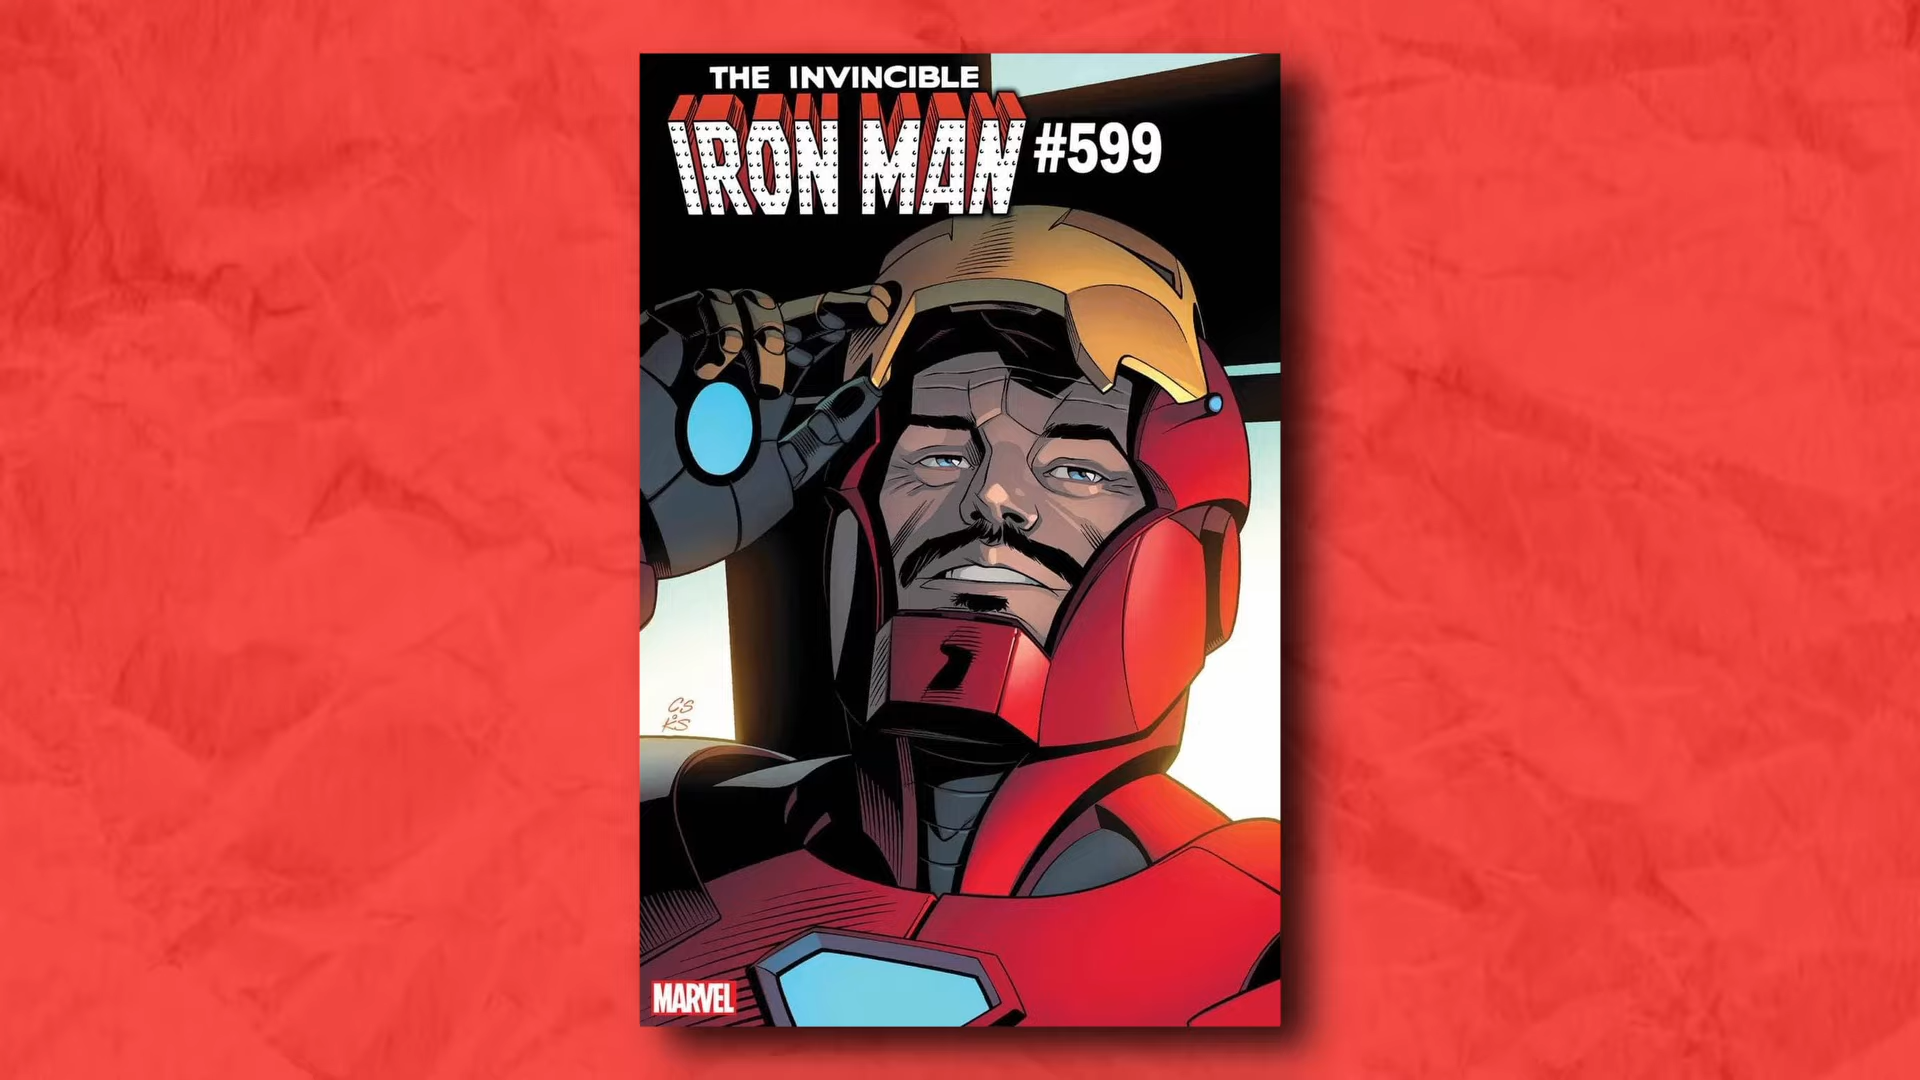 THE INVINCIBLE
IRON MAN
#599
CS
KS
MARVEL